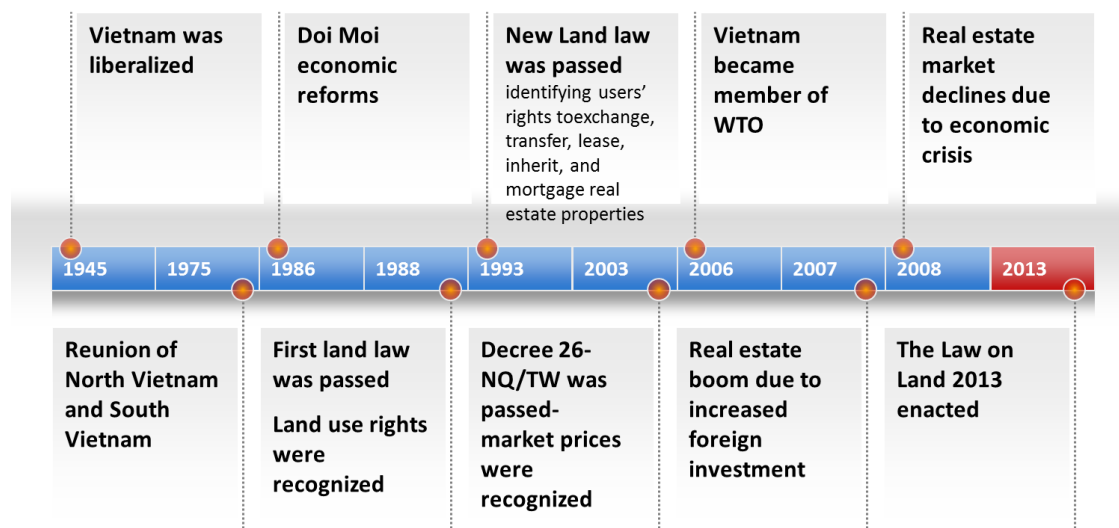 Vietnam was
liberalized
Doi Moi
economic
reforms
New Land law
was passed
identifying users'
rights toexchange,
transfer, lease,
inherit, and
mortgage real
estate properties
Vietnam
became
member of
WTO
Real estate
market
declines due
to economic
crisis
1945
1975
1986
1988
1993
2003
2006
2007
2008
2013
Reunion of
North Vietnam
and South
Vietnam
First land law
was passed
Land use rights
were
recognized
Decree 26-
NQ/TW was
passed-
market prices
were
recognized
Real estate
boom due to
increased
foreign
investment
The Law on
Land 2013
enacted